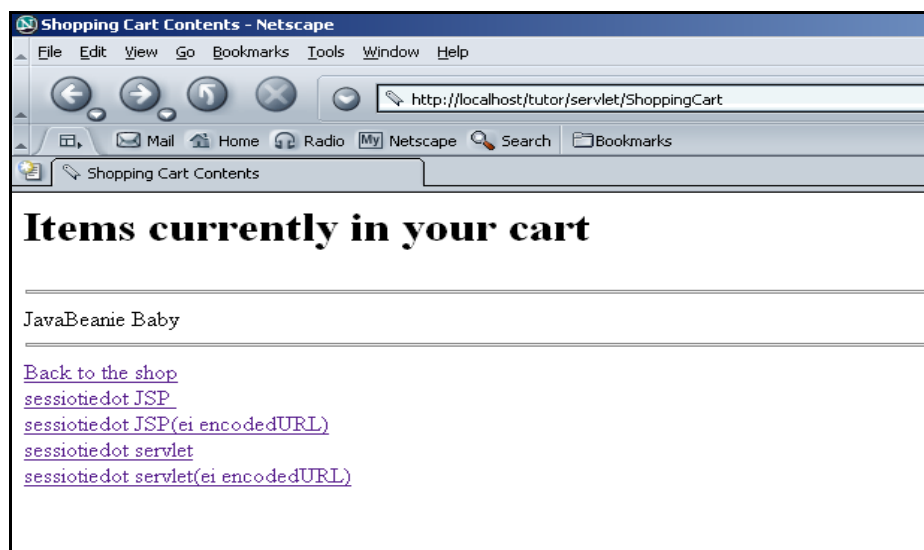 Shopping Cart Contents - Netscape
File Edit View Go Bookmarks Tools Window Help
http://localhost/tutor/servlet/ShoppingCart
Mail Home Radio My Netscape Search Bookmarks
Shopping Cart Contents
Items currently in your cart
JavaBeanie Baby
Back to the shop
sessiotiedot JSP
sessiotiedot JSP(ei encodedURL)
sessiotiedot servlet
sessiotiedot servlet(ei encodedURL)